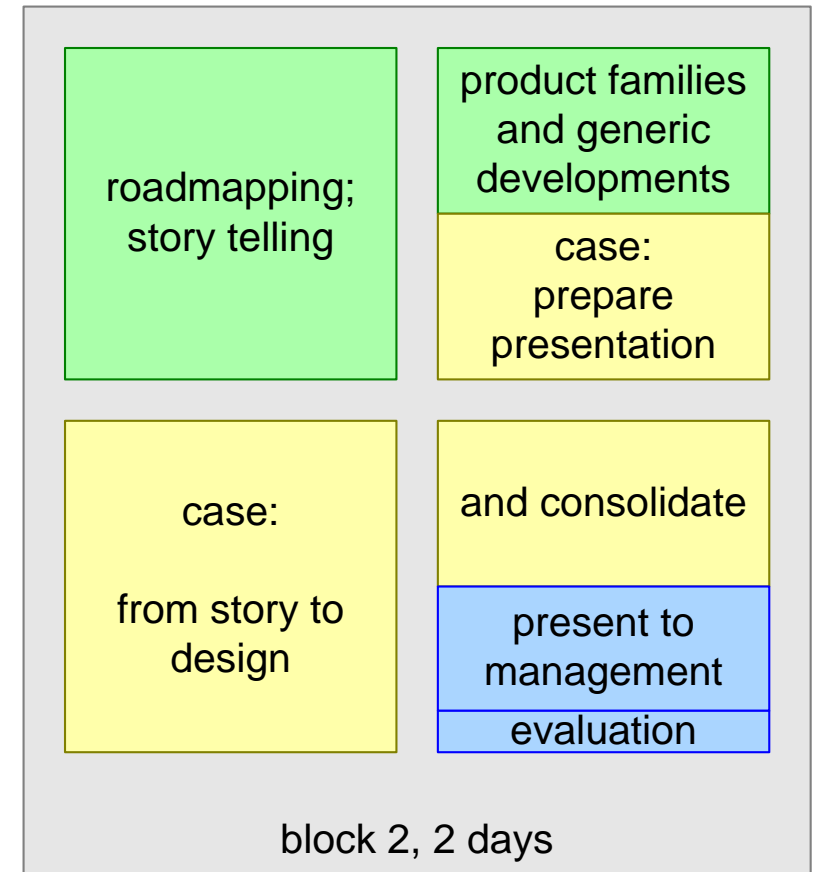 roadmapping;
story telling
product families
and generic
developments
case:
prepare
presentation
case:
from story to
design
and consolidate
present to
management
evaluation
block 2, 2 days